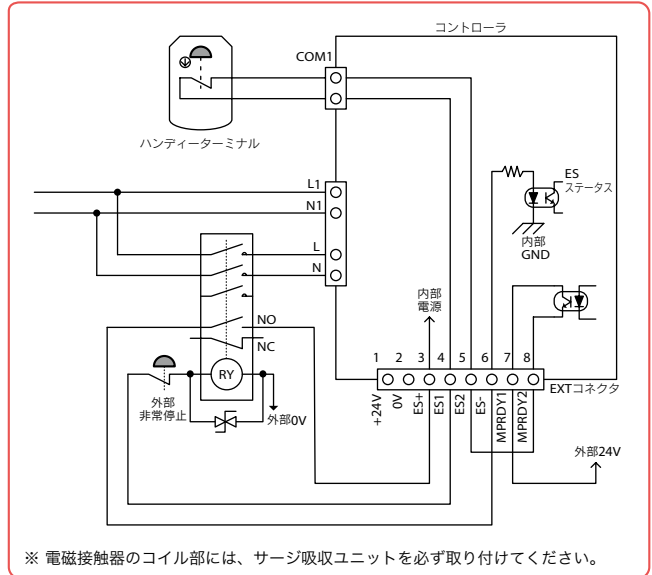 コントローラ
COM1
ハンディーターミナル
L1
N1
L
N
ES
ステータス
内部
GND
内部
電源
NO
NC
RY
外部
非常停止
外部0V
1 2 3 4 5 6 7 8
EXTコネクタ
+24V
0V
ES+
ES1
ES2
ES-
MPRDY1
MPRDY2
外部24V
※ 電磁接触器のコイル部には、サージ吸収ユニットを必ず取り付けてください。